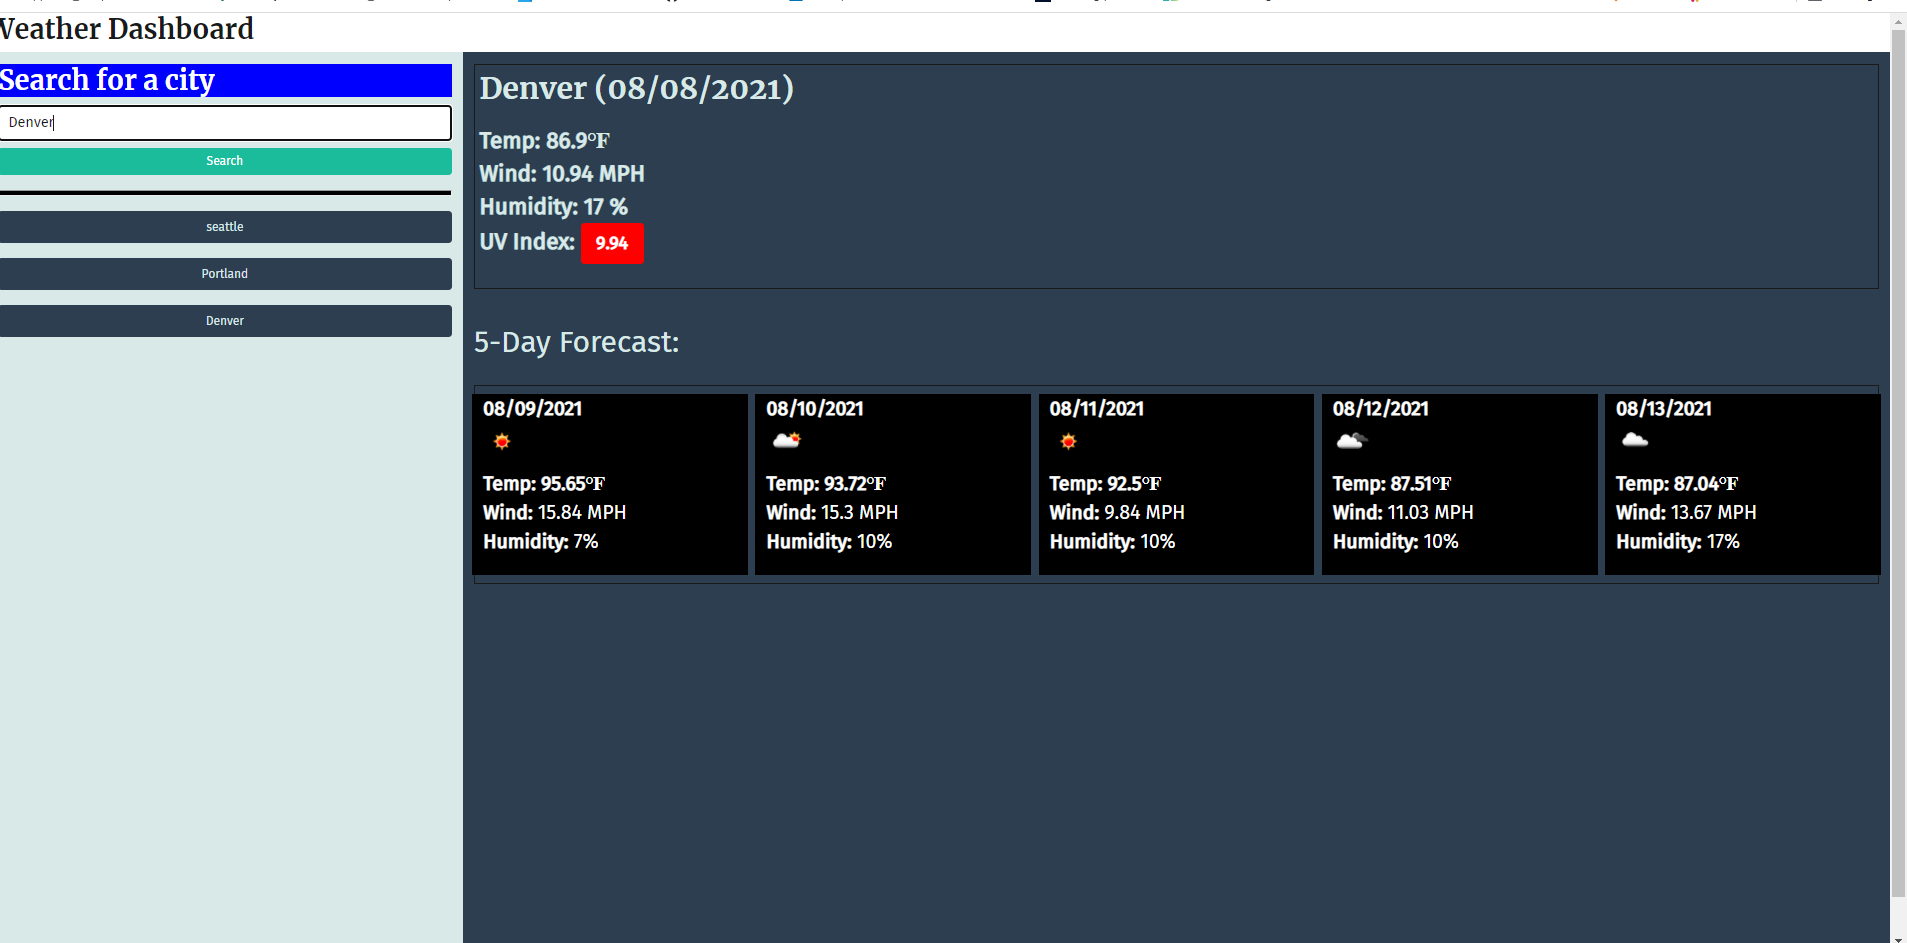 Weather Dashboard
Search for a city
Denver
Search
seattle
Portland
Denver
Denver (08/08/2021)
Temp: 86.9°F
Wind: 10.94 MPH
Humidity: 17 %
UV Index: 9.94
5-Day Forecast:
08/09/2021
Temp: 95.65°F
Wind: 15.84 MPH
Humidity: 7%
08/10/2021
Temp: 93.72°F
Wind: 15.3 MPH
Humidity: 10%
08/11/2021
Temp: 92.5°F
Wind: 9.84 MPH
Humidity: 10%
08/12/2021
Temp: 87.51°F
Wind: 11.03 MPH
Humidity: 10%
08/13/2021
Temp: 87.04°F
Wind: 13.67 MPH
Humidity: 17%